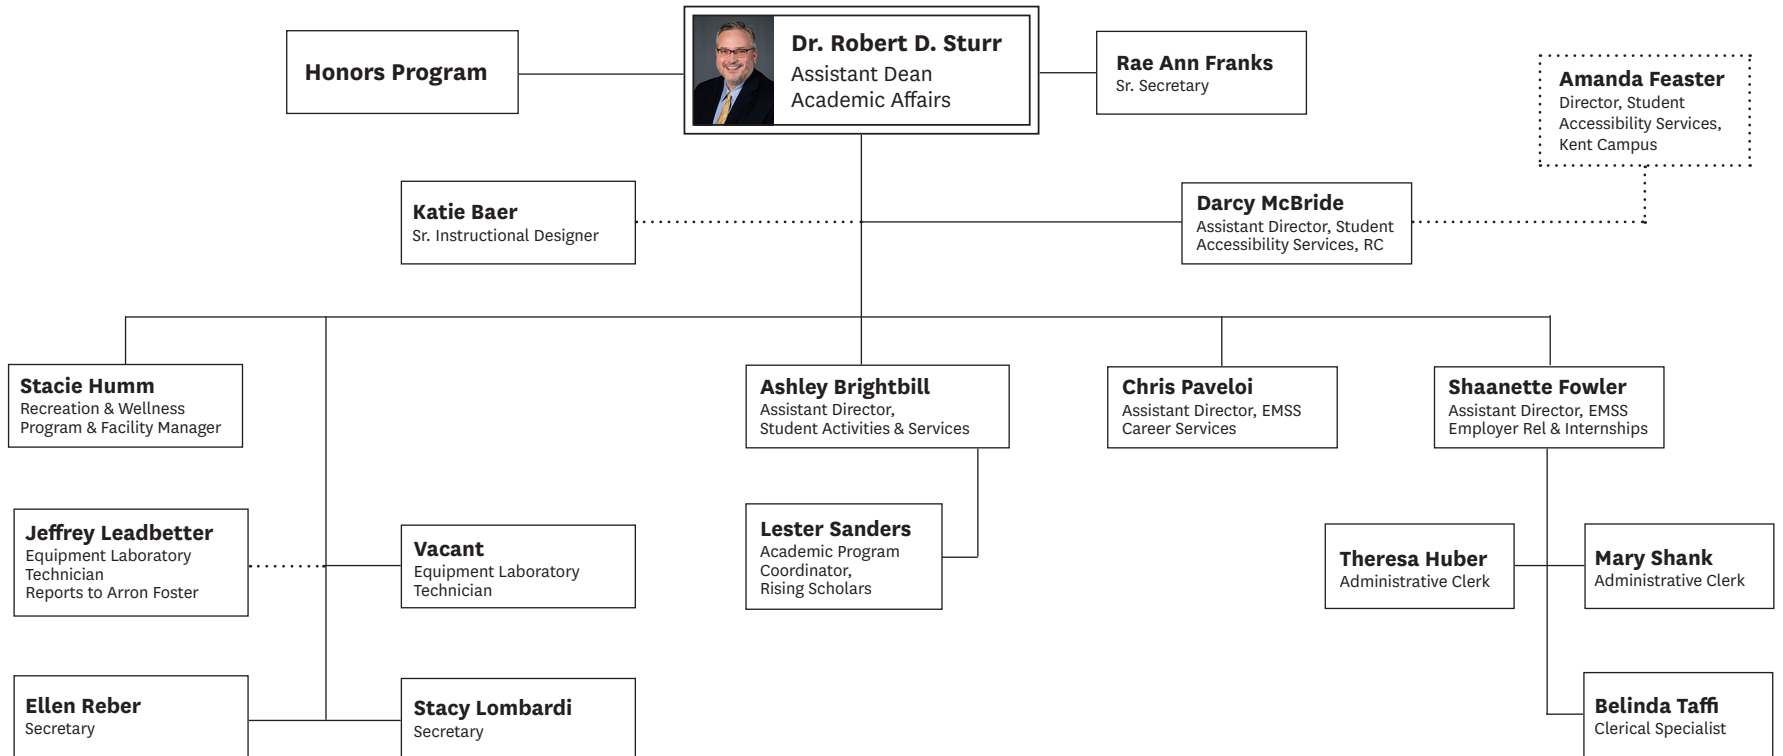 Honors Program
Dr. Robert D. Sturr
Assistant Dean
Academic Affairs
Rae Ann Franks
Sr. Secretary
Amanda Feaster
Director, Student
Accessibility Services,
Kent Campus
Katie Baer
Sr. Instructional Designer
Darcy McBride
Assistant Director, Student
Accessibility Services, RC
Stacie Humm
Recreation & Wellness
Program & Facility Manager
Ashley Brightbill
Assistant Director,
Student Activities & Services
Chris Paveloi
Assistant Director, EMSS
Career Services
Shaanette Fowler
Assistant Director, EMSS
Employer Rel & Internships
Jeffrey Leadbetter
Equipment Laboratory
Technician
Reports to Arron Foster
Vacant
Equipment Laboratory
Technician
Lester Sanders
Academic Program
Coordinator,
Rising Scholars
Theresa Huber
Administrative Clerk
Mary Shank
Administrative Clerk
Ellen Reber
Secretary
Stacy Lombardi
Secretary
Belinda Taffi
Clerical Specialist